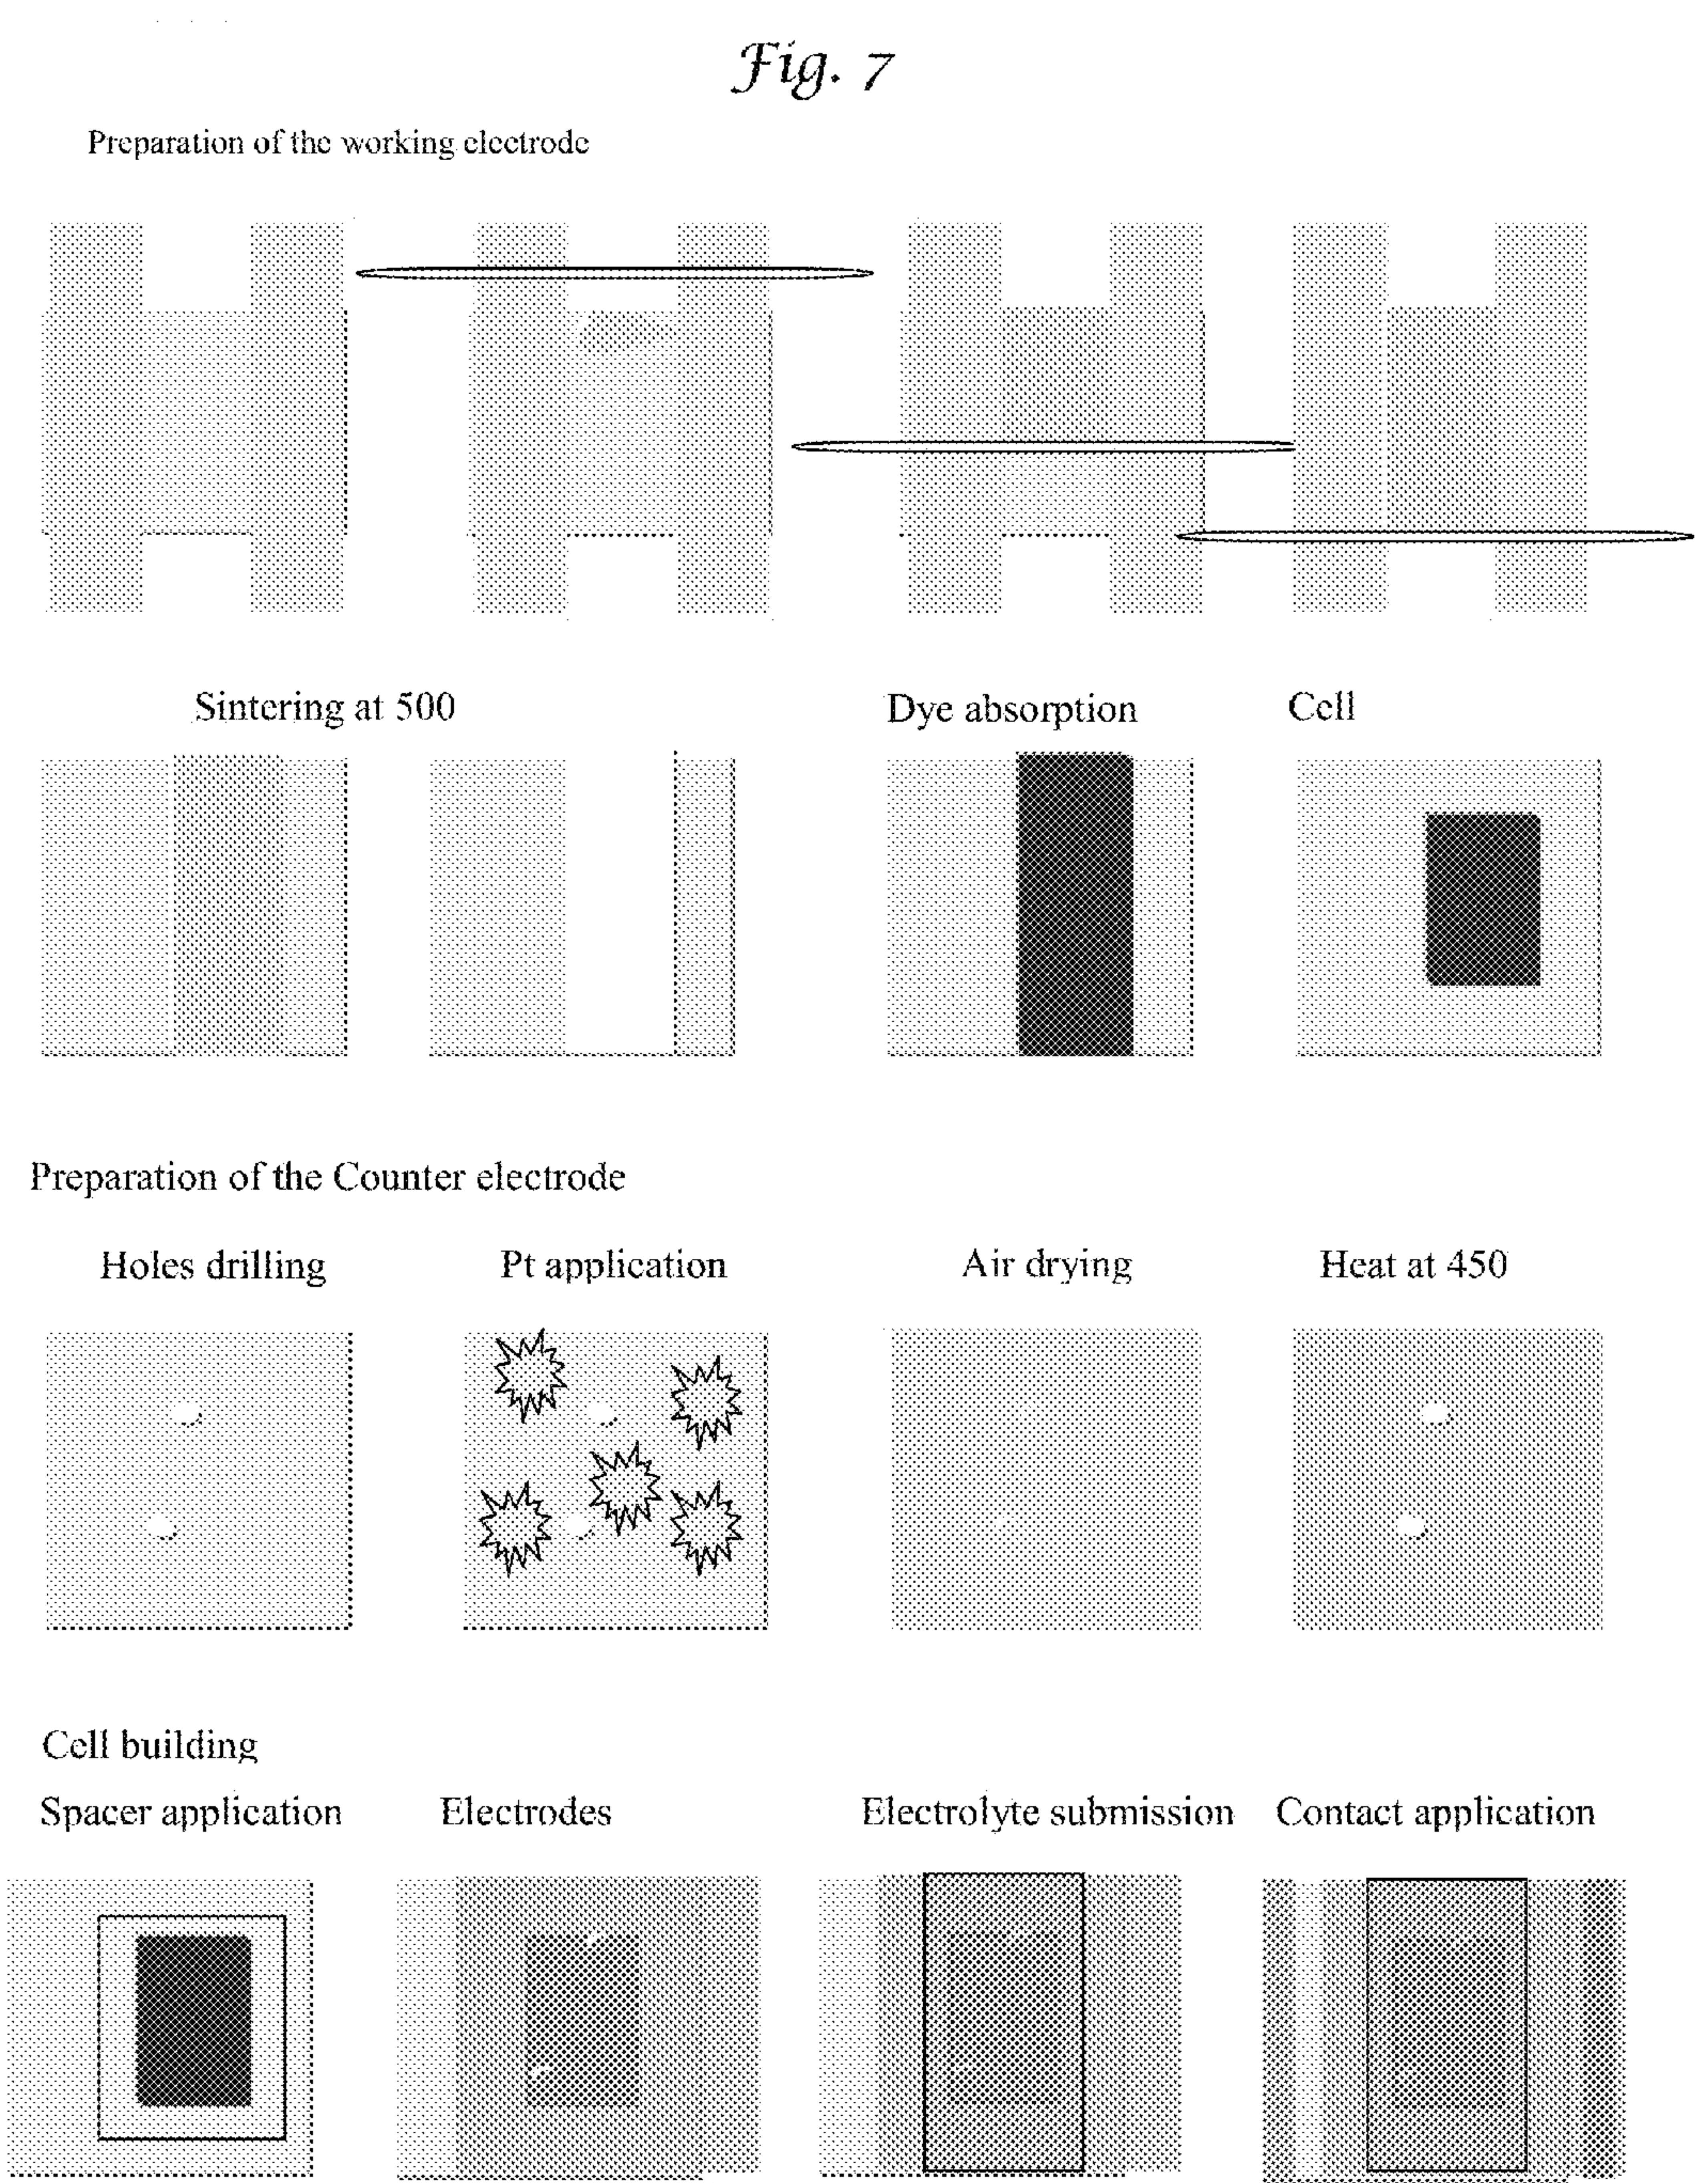 Fig. 7
Preparation of the working electrode
Sintering at 500 Dye absorption Cell
Preparation of the Counter electrode
Holes drilling Pt application Air drying Heat at 450
Cell building
Spacer application Electrodes Electrolyte submission Contact application